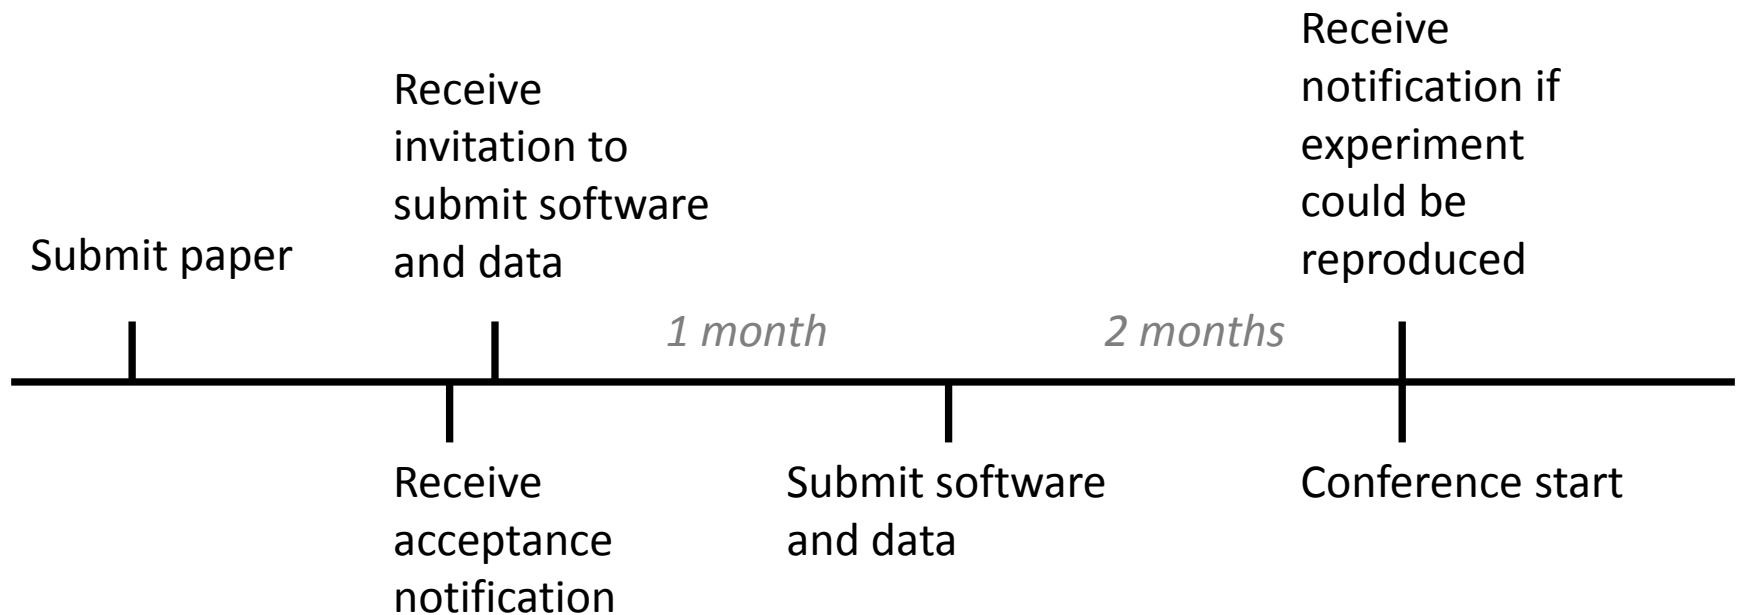 Submit paper
Receive
invitation to
submit software
and data
1 month
2 months
Receive
notification if
experiment
could be
reproduced
Receive
acceptance
notification
Submit software
and data
Conference start